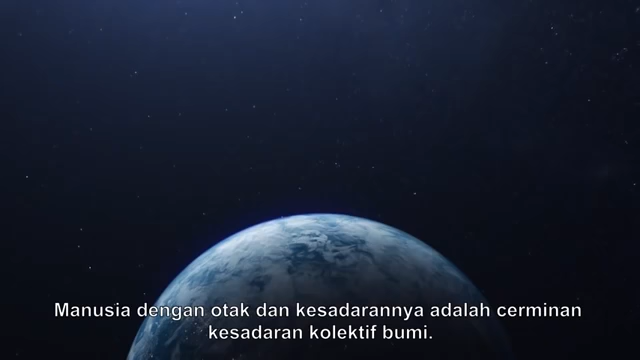 Manusia dengan otak dan kesadarannya adalah cerminan
kesadaran kolektif bumi.